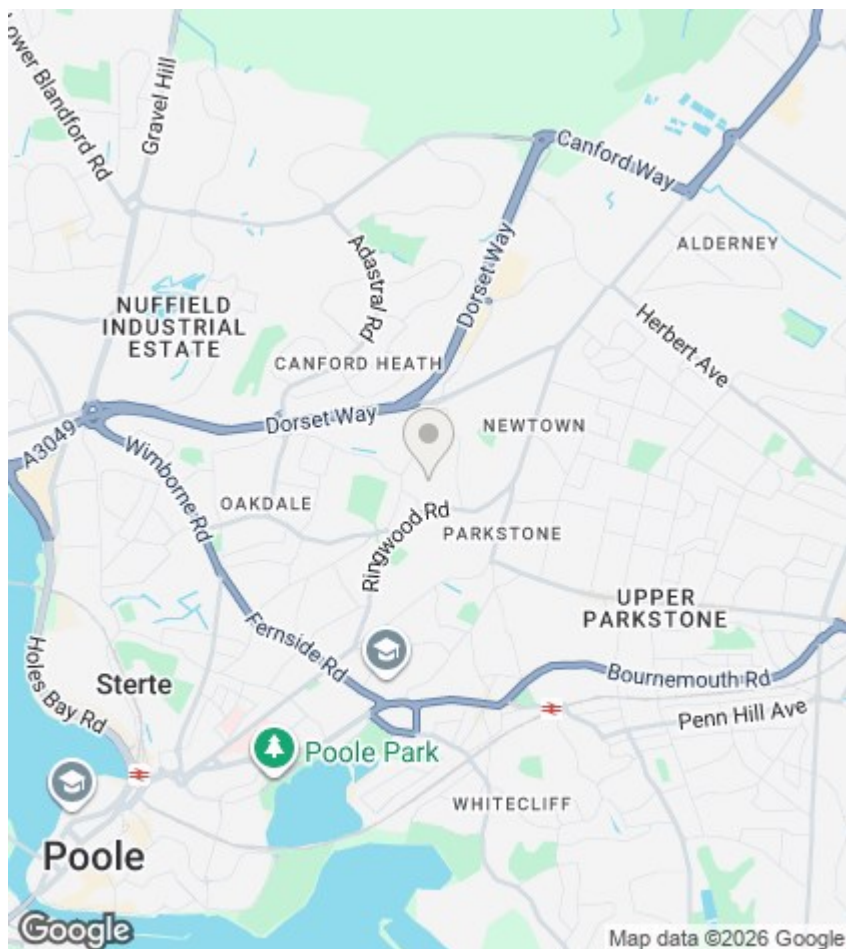 Lower Blandford Rd
Gravel Hill
Canford Way
ALDERNEY
Adastral Rd
Dorset Way
NUFFIELD
INDUSTRIAL
ESTATE
Herbert Ave
CANFORD HEATH
Dorset Way
NEWTOWN
A3049
Wimborne Rd
OAKDALE
Ringwood Rd
PARKSTONE
UPPER
PARKSTONE
Fernside Rd
Holes Bay Rd
Sterte
Bournemouth Rd
Penn Hill Ave
Poole Park
WHITECLIFF
Poole
Google
Map data ©2026 Google